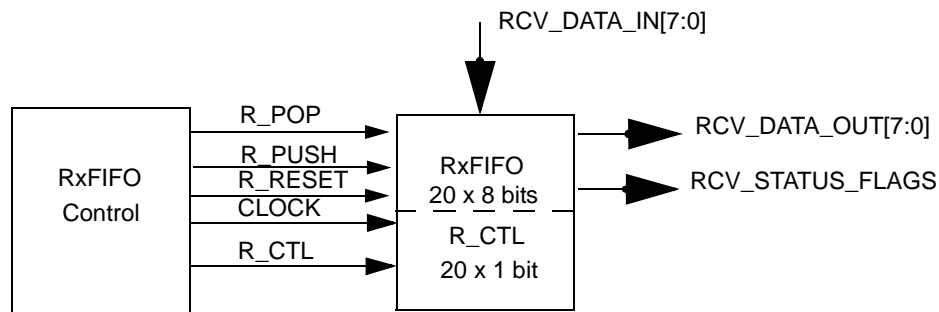 RCV_DATA_IN[7:0]
R_POP
R_PUSH
R_RESET
CLOCK
R_CTL
RxFIFO
Control
RxFIFO
20 x 8 bits
R_CTL
20 x 1 bit
RCV_DATA_OUT[7:0]
RCV_STATUS_FLAGS